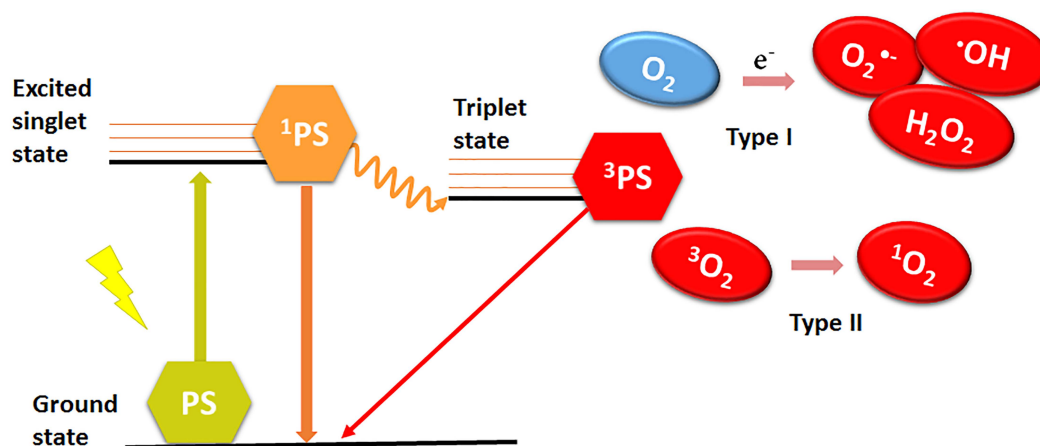 Excited
singlet
state
¹PS
Triplet
state
³PS
O₂
e⁻
Type I
O₂•-
•OH
H₂O₂
³O₂
¹O₂
Type II
PS
Ground
state